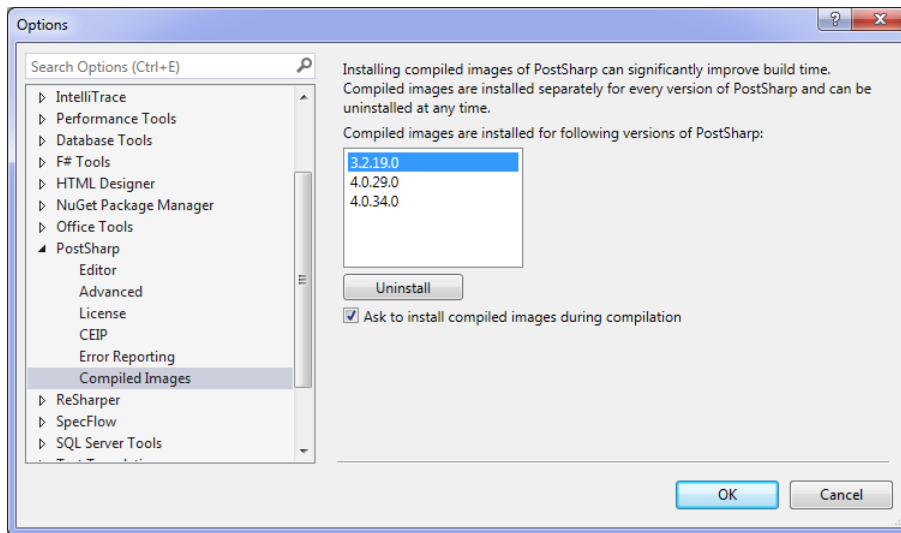 Options
Search Options (Ctrl+E)
IntelliTrace
Performance Tools
Database Tools
F# Tools
HTML Designer
NuGet Package Manager
Office Tools
PostSharp
Editor
Advanced
License
CEIP
Error Reporting
Compiled Images
ReSharper
SpecFlow
SQL Server Tools
Installing compiled images of PostSharp can significantly improve build time.
Compiled images are installed separately for every version of PostSharp and can be
uninstalled at any time.
Compiled images are installed for following versions of PostSharp:
3.2.19.0
4.0.29.0
4.0.34.0
Uninstall
Ask to install compiled images during compilation
OK
Cancel